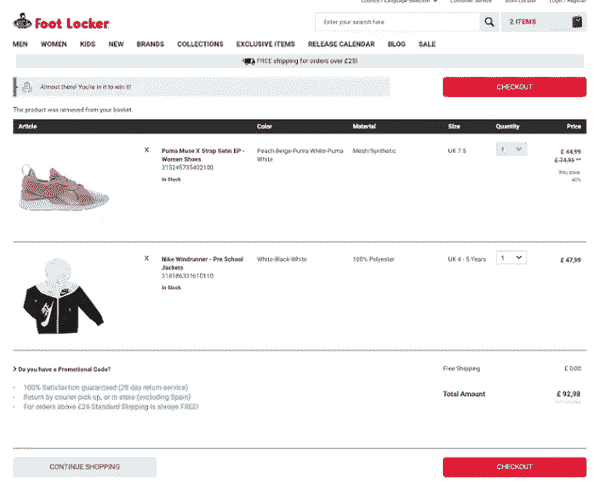 Country / Language Selection Customer Service Store Locator Login / Register
Foot Locker
Enter your search here
2 ITEMS
MEN WOMEN KIDS NEW BRANDS COLLECTIONS EXCLUSIVE ITEMS RELEASE CALENDAR BLOG SALE
FREE shipping for orders over £25!
Almost there! You're in it to win it!
CHECKOUT
The product was removed from your basket.
Article Color Material Size Quantity Price
X Puma Muse X Strap Satin EP - Women Shoes Peach Beige-Puma White-Puma White Mesh/Synthetic UK 7.5 1 £ 44,99
£ 74,99 **
You save
40%
In Stock
X Nike Windrunner - Pre School Jackets White-Black-White 100% Polyester UK 4 - 5 Years 1 £ 47,99
In Stock
Do you have a Promotional Code?
Free Shipping £ 0,00
- 100% Satisfaction guaranteed (28 day return service)
- Return by courier pick up, or in store (excluding Spain)
- For orders above £25 Standard Shipping is always FREE!
Total Amount £ 92,98
CONTINUE SHOPPING
CHECKOUT